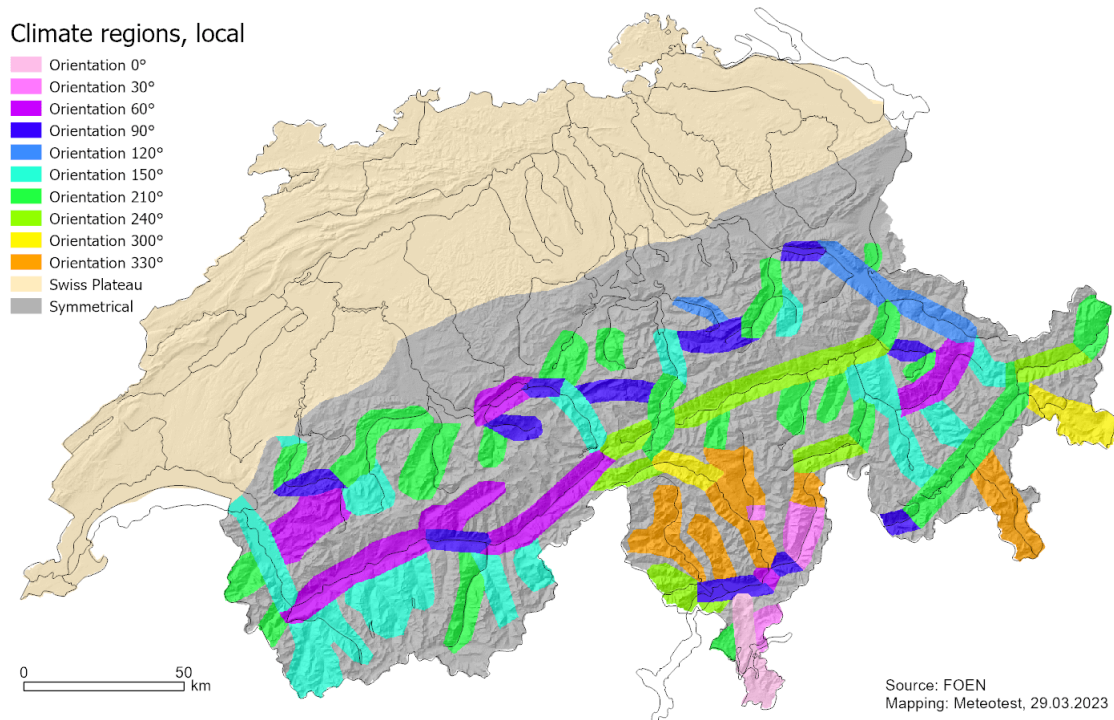 Climate regions, local
Orientation 0°
Orientation 30°
Orientation 60°
Orientation 90°
Orientation 120°
Orientation 150°
Orientation 210°
Orientation 240°
Orientation 300°
Orientation 330°
Swiss Plateau
Symmetrical
0 50
km
Source: FOEN
Mapping: Meteotest, 29.03.2023